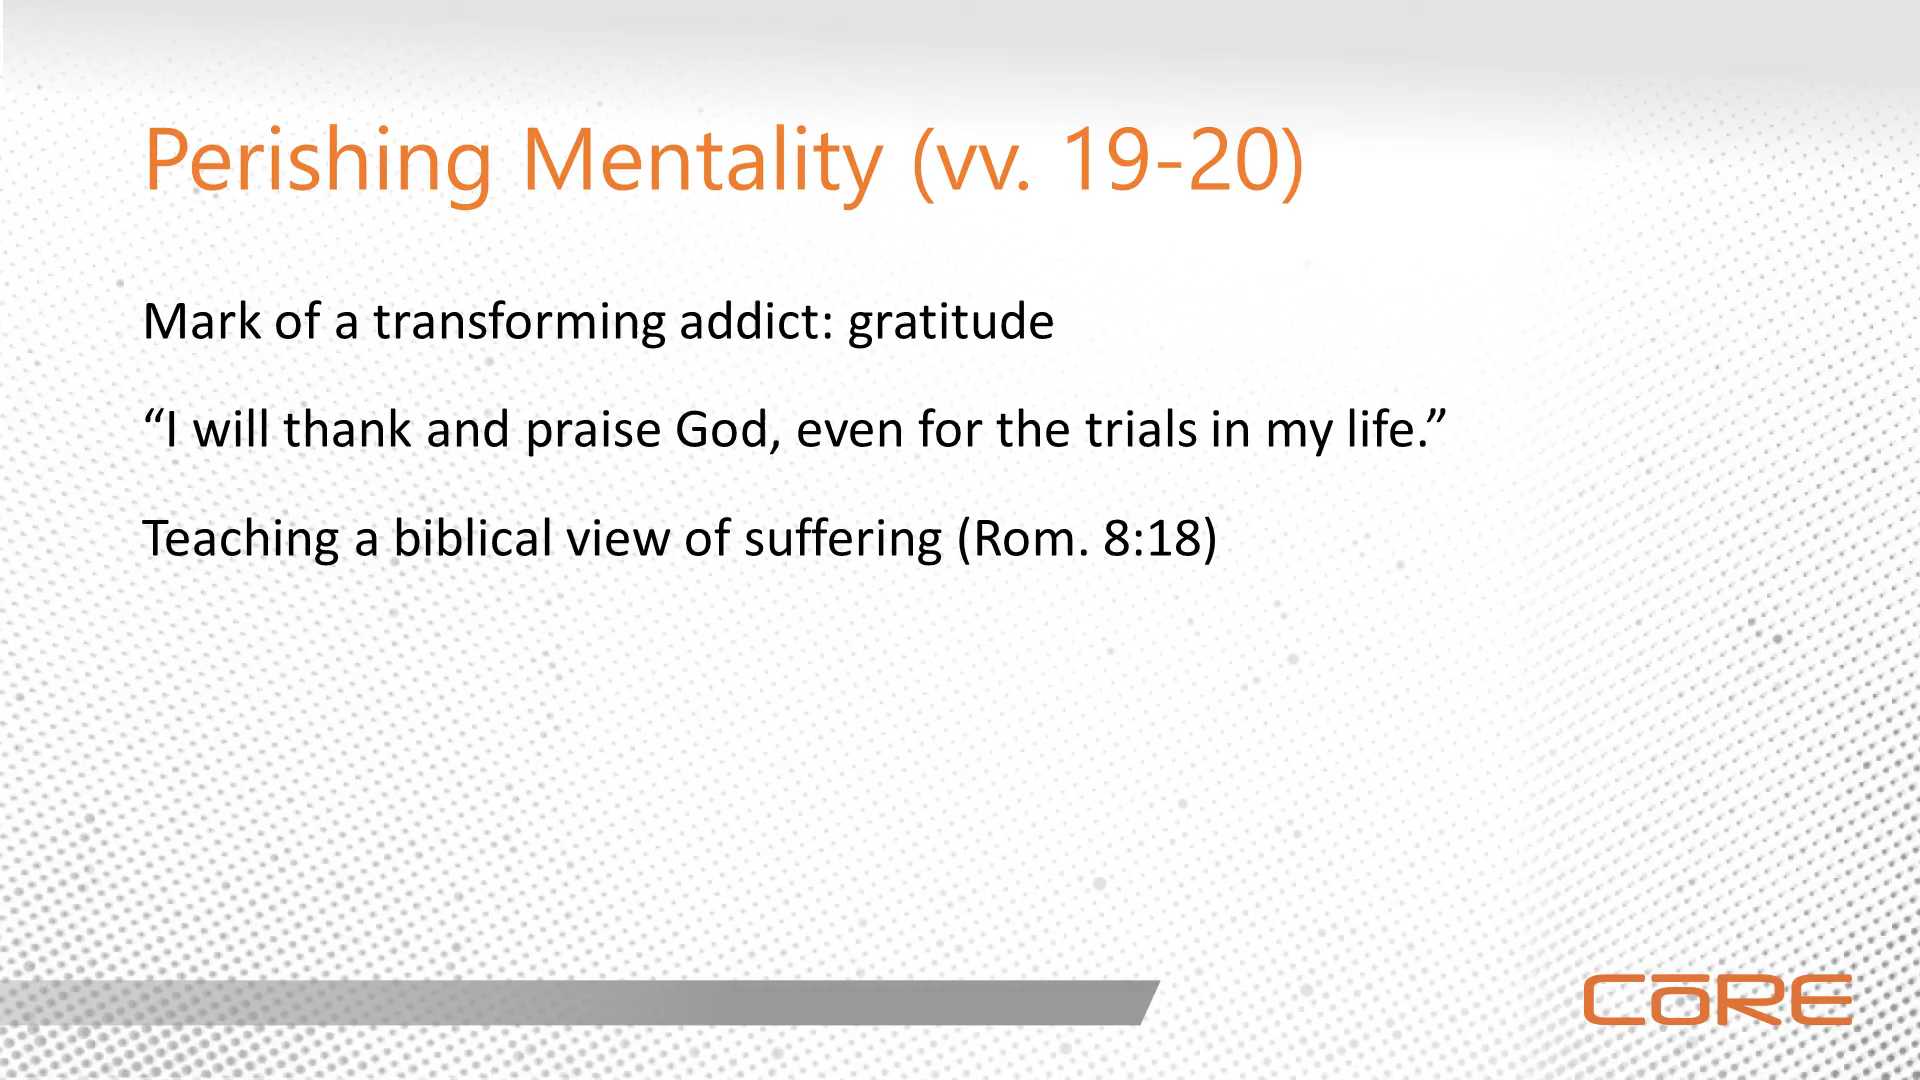 Perishing Mentality (vv. 19-20)
Mark of a transforming addict: gratitude
“I will thank and praise God, even for the trials in my life.”
Teaching a biblical view of suffering (Rom. 8:18)
CōRE